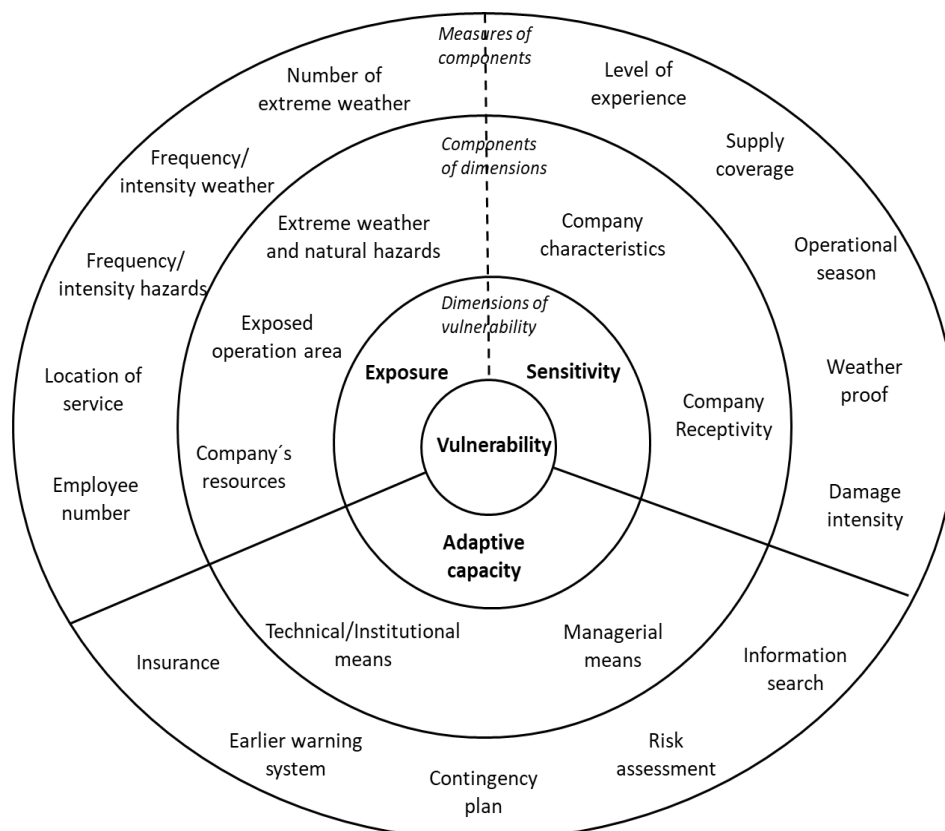 Measures of
components
Number of
extreme weather
Level of
experience
Frequency/
intensity weather
Components
of dimensions
Supply
coverage
Extreme weather
and natural hazards
Company
characteristics
Frequency/
intensity hazards
Operational
season
Exposed
operation area
Dimensions of
vulnerability
Exposure
Sensitivity
Location of
service
Weather
proof
Company
Receptivity
Vulnerability
Company´s
resources
Employee
number
Damage
intensity
Adaptive
capacity
Technical/Institutional
means
Managerial
means
Insurance
Information
search
Earlier warning
system
Contingency
plan
Risk
assessment